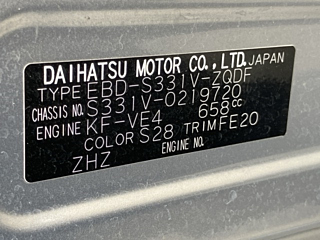 DAIHATSU MOTOR CO., LTD. JAPAN
TYPE EBD-S331V-ZQDF
CHASSIS NO. S331V-0219720
ENGINE KF-VE4 658cc
COLOR S28 TRIM FE20
ENGINE NO.
ZHZ